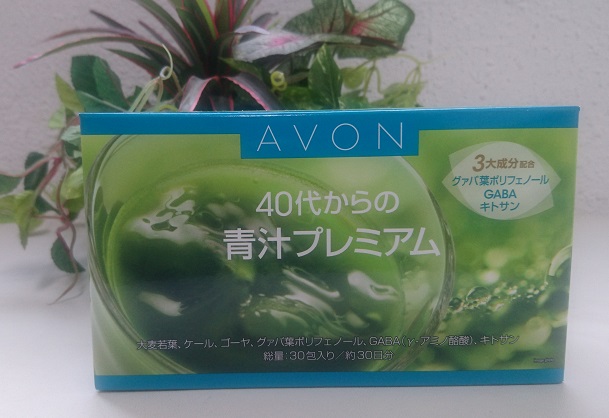 AVON
3大成分配合
グァバ葉ポリフェノール
GABA
キトサン
40代からの
青汁プレミアム
大麦若葉、ケール、ゴーヤ、グァバ葉ポリフェノール、GABA(γ-アミノ酪酸)、キトサン
総量:30包入り/約30日分